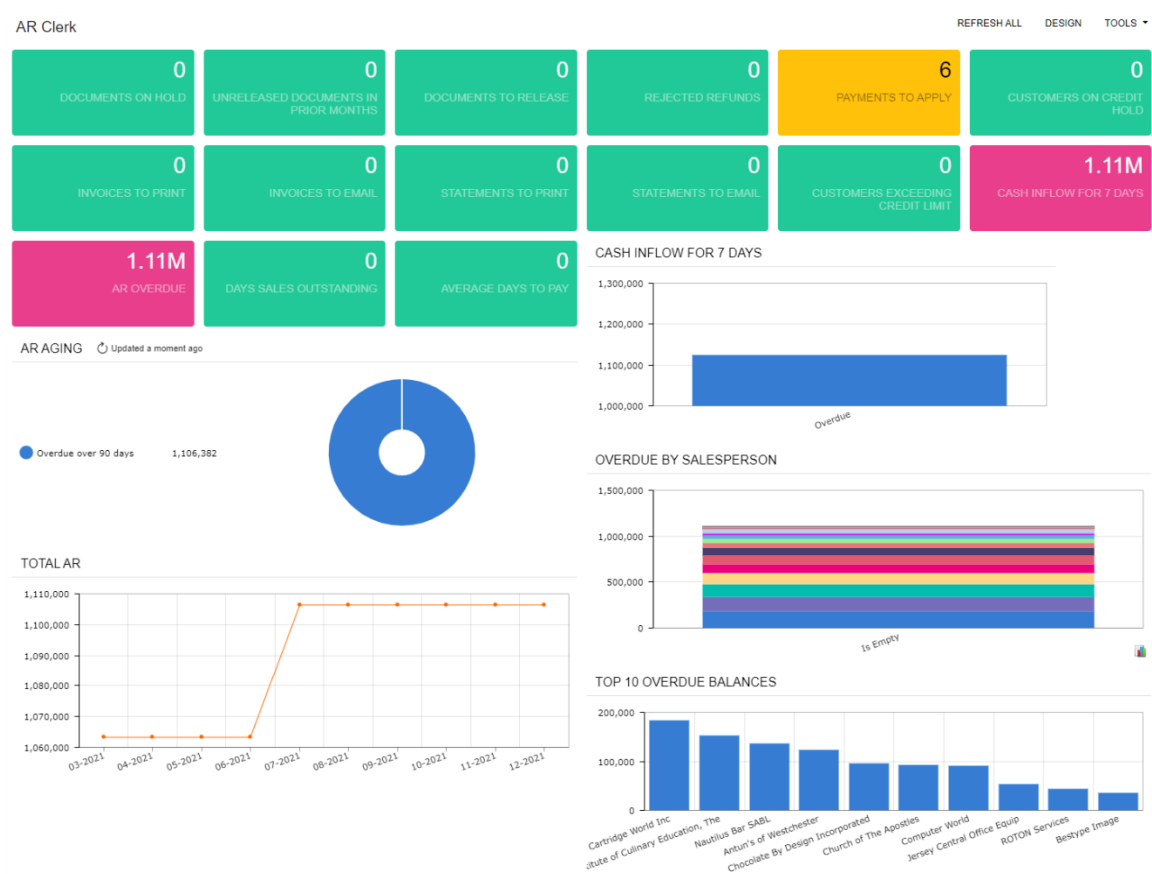 AR Clerk
REFRESH ALL
DESIGN
TOOLS
0
DOCUMENTS ON HOLD
0
UNRELEASED DOCUMENTS IN
PRIOR MONTHS
0
DOCUMENTS TO RELEASE
0
REJECTED REFUNDS
6
PAYMENTS TO APPLY
0
CUSTOMERS ON CREDIT
HOLD
0
INVOICES TO PRINT
0
INVOICES TO EMAIL
0
STATEMENTS TO PRINT
0
STATEMENTS TO EMAIL
0
CUSTOMERS EXCEEDING
CREDIT LIMIT
1.11M
CASH INFLOW FOR 7 DAYS
1.11M
AR OVERDUE
0
DAYS SALES OUTSTANDING
0
AVERAGE DAYS TO PAY
AR AGING
Updated a moment ago
Overdue over 90 days
1,106,382
TOTAL AR
1,110,000
1,100,000
1,090,000
1,080,000
1,070,000
1,060,000
03-2021
04-2021
05-2021
06-2021
07-2021
08-2021
09-2021
10-2021
11-2021
12-2021
CASH INFLOW FOR 7 DAYS
1,300,000
1,200,000
1,100,000
1,000,000
Overdue
OVERDUE BY SALESPERSON
1,500,000
1,000,000
500,000
0
Is Empty
TOP 10 OVERDUE BALANCES
200,000
100,000
0
Cartridge World Inc
itute of Culinary Education, The
Nautilus Bar SABL
Antun's of Westchester
Chocolate By Design Incorporated
Church of The Apostles
Computer World
Jersey Central Office Equip
ROTON Services
Bestype Image